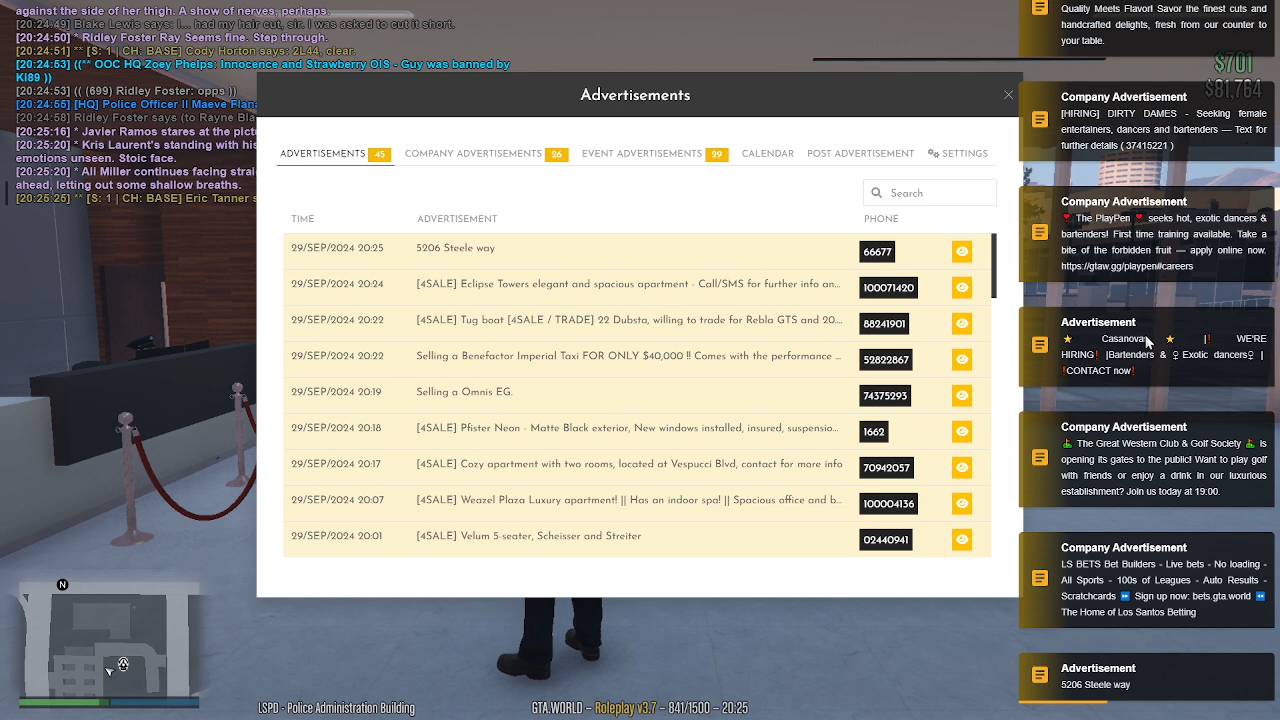 against the side of her thigh. A show of nerves, perhaps.
[20:24:49] Blake Lewis says: I... had my hair cut, sir. I was asked to cut it short.
[20:24:50] * Ridley Foster Ray Seems fine. Step through.
[20:24:51] ** [S: 1 | CH: BASE] Cody Horton says: 2L44, clear.
[20:24:53] ((** OOC HQ Zoey Phelps: Innocence and Strawberry OIS - Guy was banned by
Ki89 ))
[20:24:53] (( (699) Ridley Foster: opps ))
[20:24:55] [HQ] Police Officer II Maeve Flana
[20:24:58] Ridley Foster says (to Rayne Bla
[20:25:16] * Javier Ramos stares at the pict
[20:25:16] * Kris Laurent's standing with his
emotions unseen. Stoic face.
[20:25:20] * All Miller continues facing strai
ahead, letting out some shallow breaths.
[20:25:25] ** [S: 1 | CH: BASE] Eric Tanner s
Advertisements
ADVERTISEMENTS 45
COMPANY ADVERTISEMENTS 26
EVENT ADVERTISEMENTS 29
CALENDAR
POST ADVERTISEMENT
SETTINGS
Search
TIME ADVERTISEMENT PHONE
29/SEP/2024 20:25 5206 Steele way 66677
29/SEP/2024 20:24 [4SALE] Eclipse Towers elegant and spacious apartment - Call/SMS for further info an... 100071420
29/SEP/2024 20:22 [4SALE] Tug boat [4SALE / TRADE] 22 Dubsta, willing to trade for Rebla GTS and 20.... 88241901
29/SEP/2024 20:22 Selling a Benefactor Imperial Taxi FOR ONLY $40,000 !! Comes with the performance ... 52822867
29/SEP/2024 20:19 Selling a Omnis EG. 74375293
29/SEP/2024 20:18 [4SALE] Pfister Neon - Matte Black exterior, New windows installed, insured, suspensio... 1662
29/SEP/2024 20:17 [4SALE] Cozy apartment with two rooms, located at Vespucci Blvd, contact for more info 70942057
29/SEP/2024 20:07 [4SALE] Weazel Plaza Luxury apartment! || Has an indoor spa! || Spacious office and b... 100004136
29/SEP/2024 20:01 [4SALE] Velum 5-seater, Scheisser and Streiter 02440941
Quality Meets Flavor! Savor the finest cuts and
handcrafted delights, fresh from our counter to
your table.
$701
$81,764
Company Advertisement
[HIRING] DIRTY DAMES - Seeking female
entertainers, dancers and servers — Text for
further details ( 37415221 )
Company Advertisement
❣️ The PlayPen ❣️ seeks hot, exotic dancers &
bartenders! First time training available. Take a
bite of the forbidden fruit — apply online now.
https://gtaw.gg/playpen#careers
Advertisement
⭐ Casanova ⭐ |❗ WE'RE
HIRING❗ |Bartenders & ♀ Exotic dancers♀ |
❗CONTACT now❗
Company Advertisement
⛳ The Great Western Club & Golf Society ⛳ is
opening its gates to the public! Want to play golf
with friends or enjoy a drink in our luxurious
establishment? Join us today at 19:00.
Company Advertisement
LS BETS Bet Builders - Live bets - No loading -
All Sports - 100s of Leagues - Auto Results -
Scratchcards ⏩ Sign up now: bets.gta.world ⏪
The Home of Los Santos Betting
Advertisement
5206 Steele way
N
LSPD - Police Administration Building
GTA.WORLD – Roleplay v3.7 – 841/1500 – 20:25